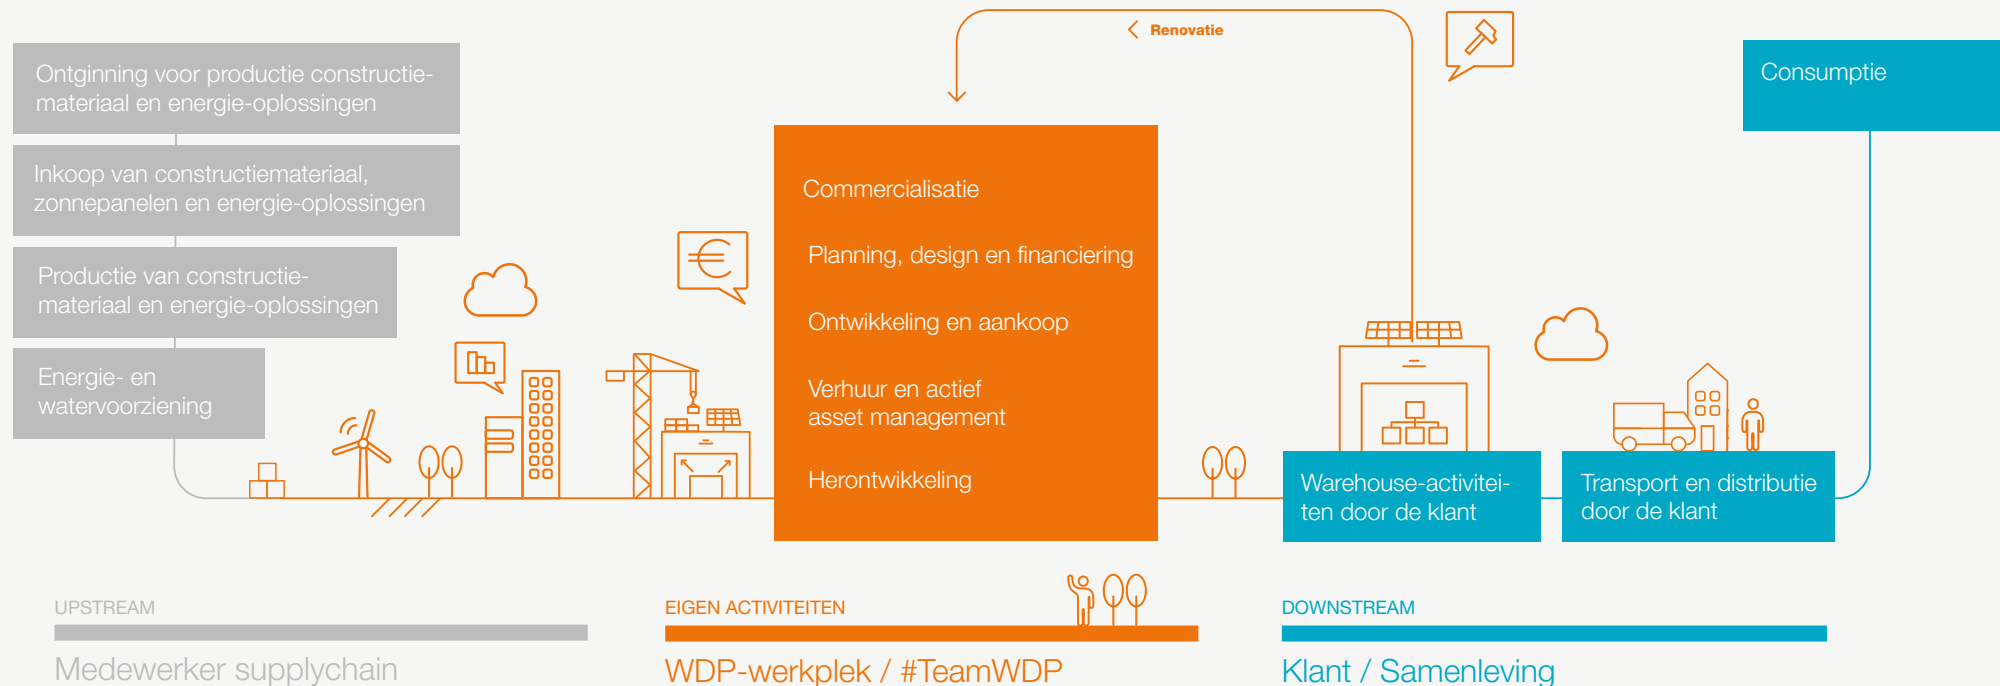 Ontginning voor productie constructie-
materiaal en energie-oplossingen
Inkoop van constructiemateriaal,
zonnepanelen en energie-oplossingen
Productie van constructie-
materiaal en energie-oplossingen
Energie- en
watervoorziening
Renovatie
Commercialisatie
Planning, design en financiering
Ontwikkeling en aankoop
Verhuur en actief
asset management
Herontwikkeling
Warehouse-activitei-
ten door de klant
Transport en distributie
door de klant
Consumptie
UPSTREAM
Medewerker supplychain
EIGEN ACTIVITEITEN
WDP-werkplek / #TeamWDP
DOWNSTREAM
Klant / Samenleving